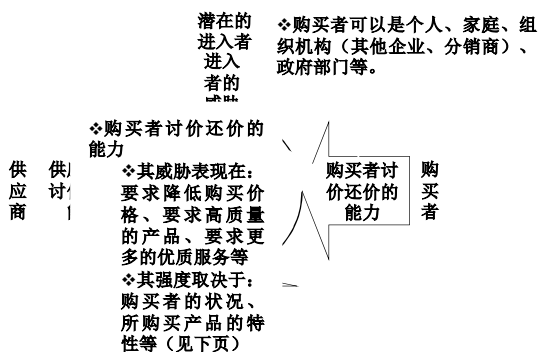 潜在的
进入者
进入
者的
❖购买者可以是个人、家庭、组
织机构（其他企业、分销商）、
政府部门等。
❖购买者讨价还价的
能力
❖其威胁表现在：
要求降低购买价
格、要求高质量
的产品、要求更
多的优质服务等
❖其强度取决于：
购买者的状况、
所购买产品的特
性等（见下页）
供
应
商
供
讨
购买者讨
价还价的
能力
购
买
者